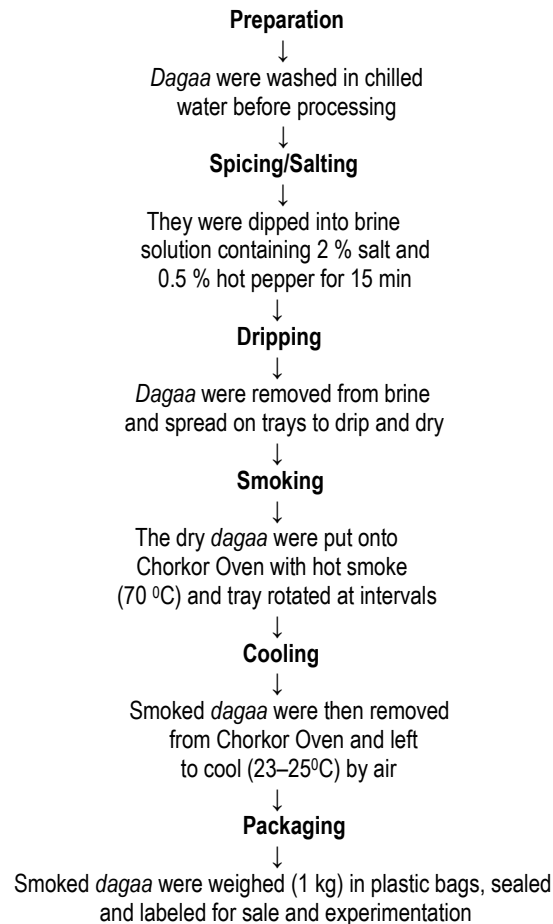 Preparation
↓
Dagaa were washed in chilled
water before processing
↓
Spicing/Salting
↓
They were dipped into brine
solution containing 2 % salt and
0.5 % hot pepper for 15 min
↓
Dripping
↓
Dagaa were removed from brine
and spread on trays to drip and dry
↓
Smoking
↓
The dry dagaa were put onto
Chorkor Oven with hot smoke
(70 ⁰C) and tray rotated at intervals
↓
Cooling
↓
Smoked dagaa were then removed
from Chorkor Oven and left
to cool (23–25⁰C) by air
↓
Packaging
↓
Smoked dagaa were weighed (1 kg) in plastic bags, sealed
and labeled for sale and experimentation